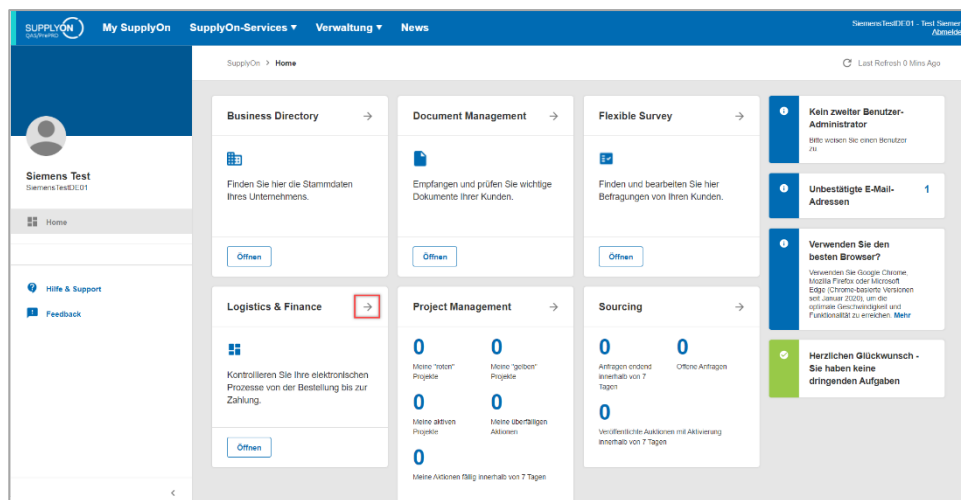 SUPPLYON
My SupplyOn
SupplyOn-Services
Verwaltung
News
SiemensTestDE01 - Test Siemen
Abmelde
SupplyOn > Home
Last Refresh 0 Mins Ago
Siemens Test
SiemensTestDE01
Home
Hilfe & Support
Feedback
Business Directory
Finden Sie hier die Stammdaten
Ihres Unternehmens.
Öffnen
Document Management
Empfangen und prüfen Sie wichtige
Dokumente Ihrer Kunden.
Öffnen
Flexible Survey
Finden und bearbeiten Sie hier
Befragungen von Ihren Kunden.
Öffnen
Logistics & Finance
Kontrollieren Sie Ihre elektronischen
Prozesse von der Bestellung bis zur
Zahlung.
Öffnen
Project Management
0
Meine "roten"
Projekte
0
Meine "gelben"
Projekte
0
Meine aktiven
Projekte
0
Meine überfälligen
Aktionen
0
Meine Aktionen fällig innerhalb von 7 Tagen
Sourcing
0
Anfragen endend
innerhalb von 7
Tagen
0
Offene Anfragen
0
Veröffentlichte Auktionen mit Aktivierung
innerhalb von 7 Tagen
Kein zweiter Benutzer-
Administrator
Bitte weisen Sie einen Benutzer
zu
Unbestätigte E-Mail-
Adressen
1
Verwenden Sie den
besten Browser?
Verwenden Sie Google Chrome,
Mozilla Firefox oder Microsoft
Edge (Chrome-basierte Versionen
seit Januar 2020), um die
optimale Geschwindigkeit und
Funktionalität zu erreichen. Mehr
Herzlichen Glückwunsch -
Sie haben keine
dringenden Aufgaben